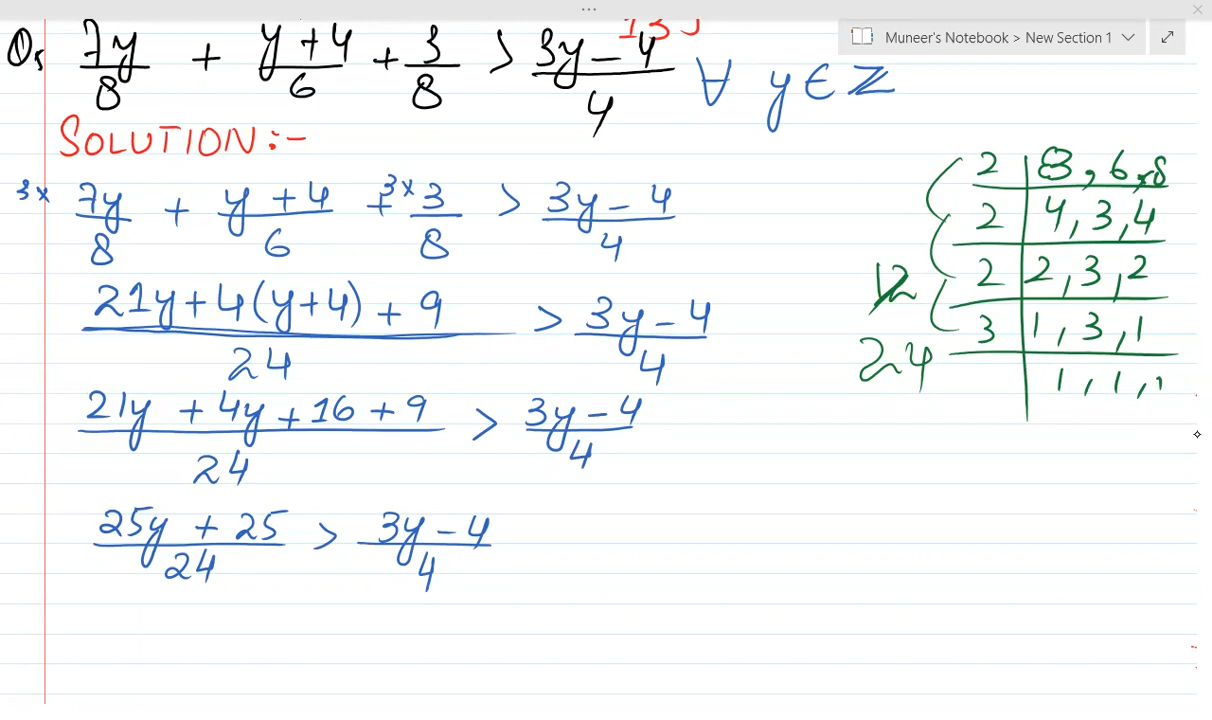 Muneer's Notebook > New Section 1
Q, 7y/8 + (y+4)/6 + 3/8 > (3y-4)/4 ∀ y ∈ ℤ
SOLUTION :-
3x 7y/8 + (y+4)/6 + 3x 3/8 > (3y-4)/4
(21y+4(y+4)+9)/24 > (3y-4)/4
(21y+4y+16+9)/24 > (3y-4)/4
(25y+25)/24 > (3y-4)/4
2 | 8, 6, 8
2 | 4, 3, 4
2 | 2, 3, 2
3 | 1, 3, 1
1, 1, 1
12
24